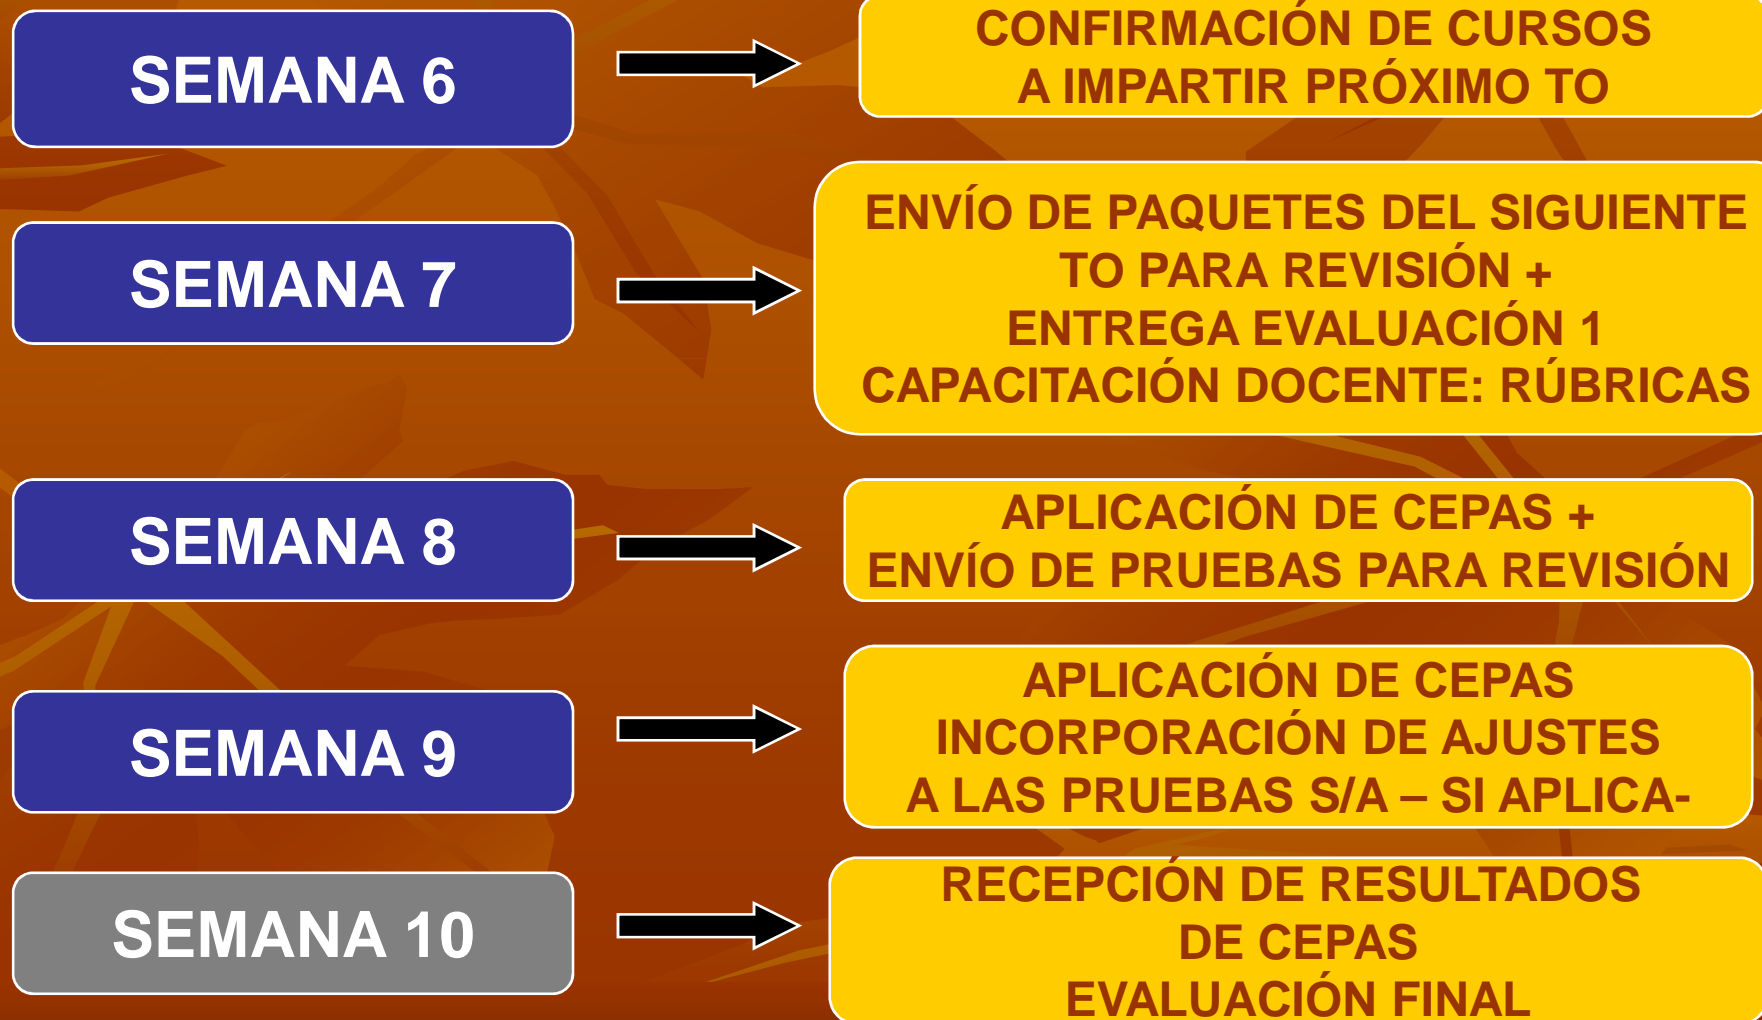 SEMANA 6
CONFIRMACIÓN DE CURSOS
A IMPARTIR PRÓXIMO TO
SEMANA 7
ENVÍO DE PAQUETES DEL SIGUIENTE
TO PARA REVISIÓN +
ENTREGA EVALUACIÓN 1
CAPACITACIÓN DOCENTE: RÚBRICAS
SEMANA 8
APLICACIÓN DE CEPAS +
ENVÍO DE PRUEBAS PARA REVISIÓN
SEMANA 9
APLICACIÓN DE CEPAS
INCORPORACIÓN DE AJUSTES
A LAS PRUEBAS S/A – SI APLICA-
SEMANA 10
RECEPCIÓN DE RESULTADOS
DE CEPAS
EVALUACIÓN FINAL